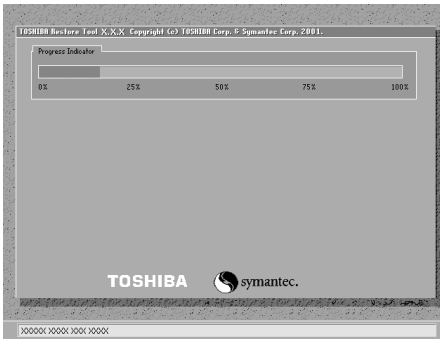 TOSHIBA Restore Tool X.X.X Copyright (c) TOSHIBA Corp. & Symantec Corp. 2001.
Progress Indicator
0% 25% 50% 75% 100%
TOSHIBA symantec.
XXXXX XXXX XXX XXXX